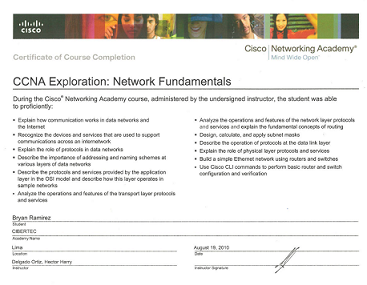 CISCO
Cisco Networking Academy®
Mind Wide Open™
Certificate of Course Completion
CCNA Exploration: Network Fundamentals
During the Cisco® Networking Academy course, administered by the undersigned instructor, the student was able
to proficiently:
• Explain how communication works in data networks and
the Internet
• Recognize the devices and services that are used to support
communications across an internetwork
• Explain the role of protocols in data networks
• Describe the importance of addressing and naming schemes at
various layers of data networks
• Describe the protocols and services provided by the application
layer in the OSI model and describe how this layer operates in
sample networks
• Analyze the operations and features of the transport layer protocols
and services
• Analyze the operations and features of the network layer protocols
and services and explain the fundamental concepts of routing
• Design, calculate, and apply subnet masks
• Describe the operation of protocols at the data link layer
• Explain the role of physical layer protocols and services
• Build a simple Ethernet network using routers and switches
• Use Cisco CLI commands to perform basic router and switch
configuration and verification
Bryan Ramirez
Student
CIBERTEC
Academy Name
Lima
Location
August 19, 2010
Date
Delgado Ortiz, Hector Harry
Instructor
Instructor Signature